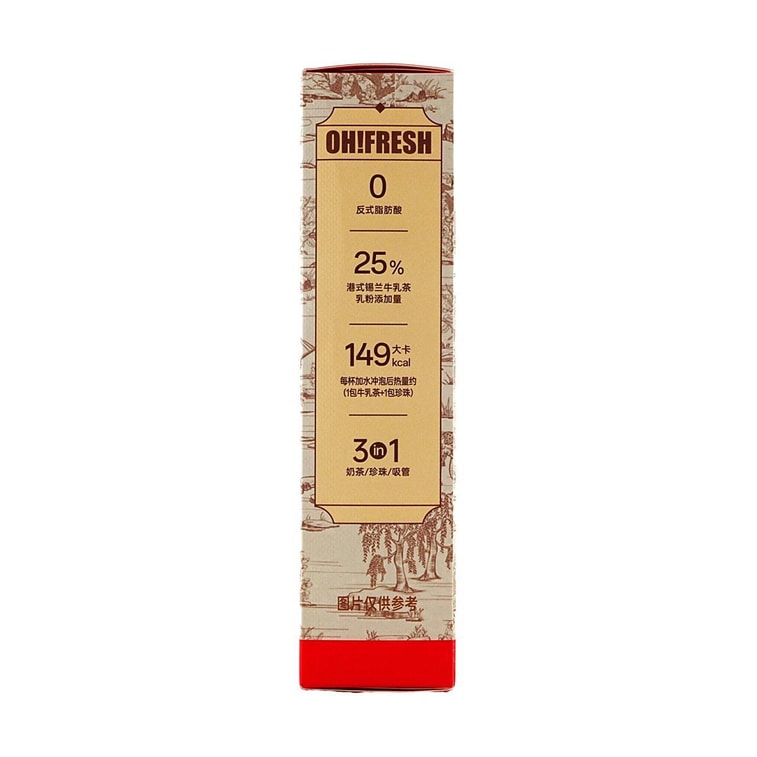 OH!FRESH
0
反式脂肪酸
25%
港式锡兰牛乳茶
乳粉添加量
149大卡
kcal
每杯加水冲泡后热量约
(1包牛乳茶+1包珍珠)
3in1
奶茶/珍珠/吸管
图片仅供参考